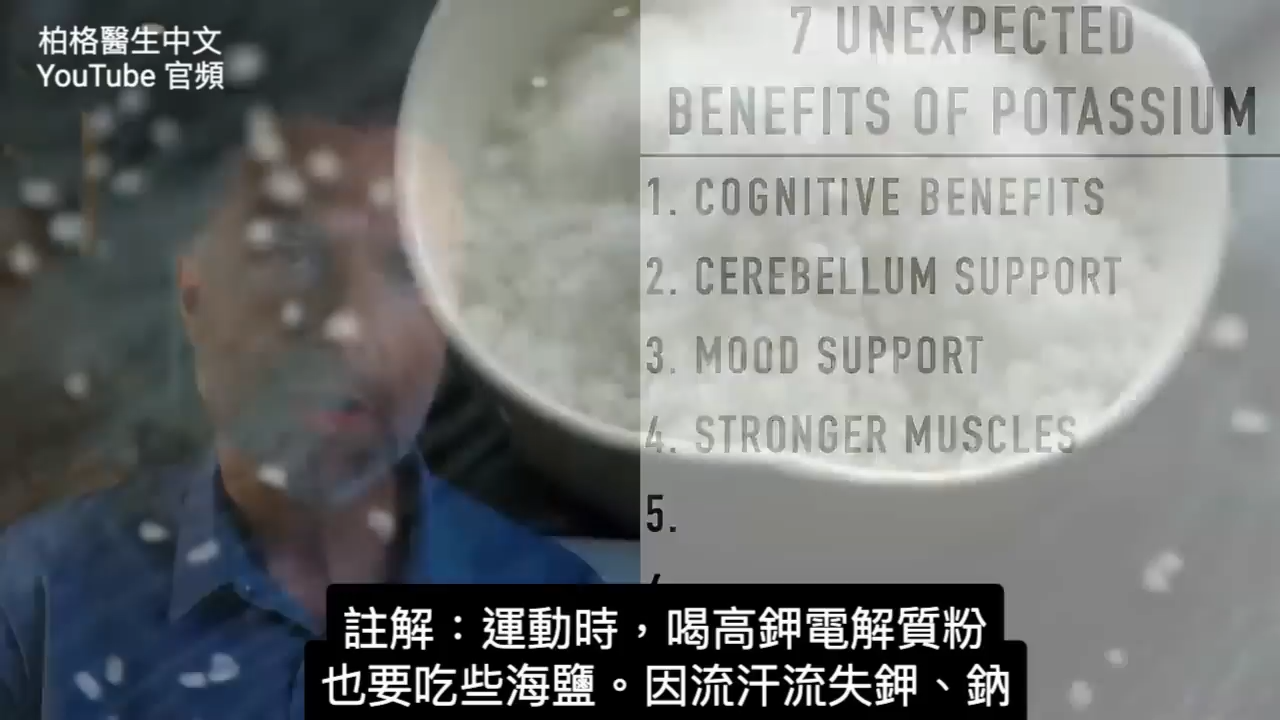 柏格醫生中文
YouTube 官頻
7 UNEXPECTED
BENEFITS OF POTASSIUM
1. COGNITIVE BENEFITS
2. CEREBELLUM SUPPORT
3. MOOD SUPPORT
4. STRONGER MUSCLES
5.
註解：運動時，喝高鉀電解質粉
也要吃些海鹽。因流汗流失鉀、鈉